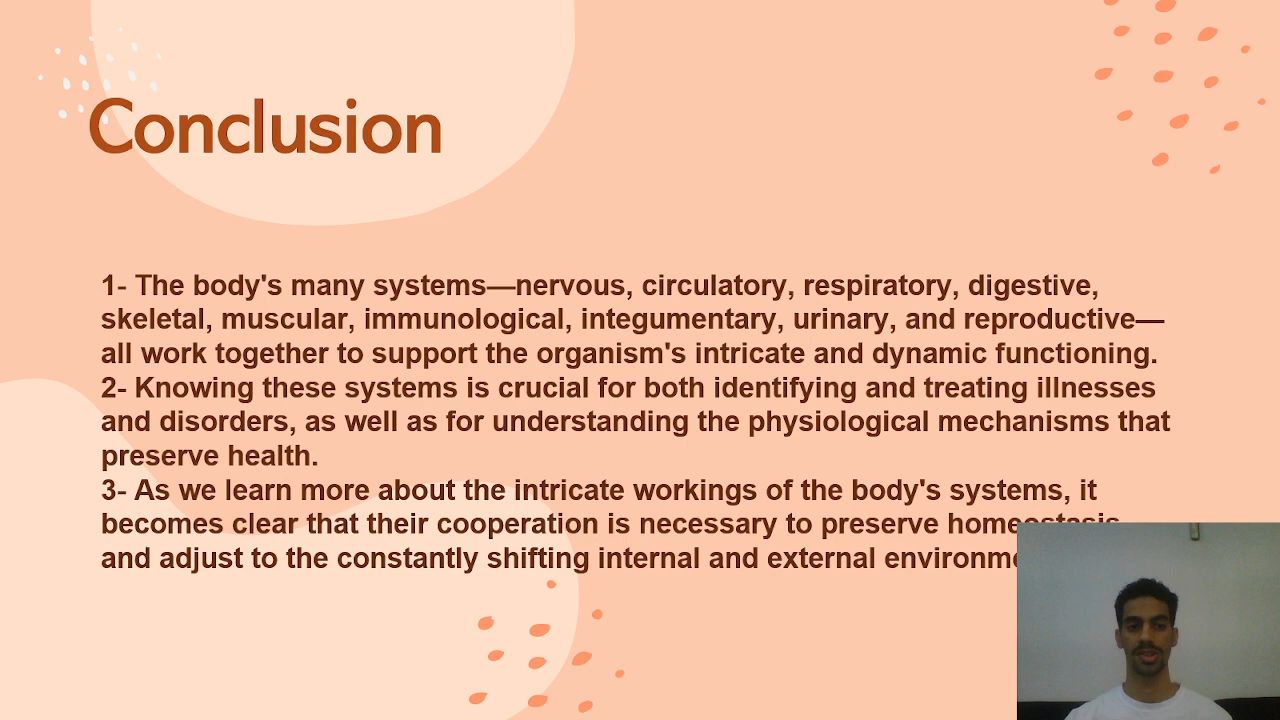 Conclusion
1- The body's many systems—nervous, circulatory, respiratory, digestive,
skeletal, muscular, immunological, integumentary, urinary, and reproductive—
all work together to support the organism's intricate and dynamic functioning.
2- Knowing these systems is crucial for both identifying and treating illnesses
and disorders, as well as for understanding the physiological mechanisms that
preserve health.
3- As we learn more about the intricate workings of the body's systems, it
becomes clear that their cooperation is necessary to preserve homeostasis
and adjust to the constantly shifting internal and external